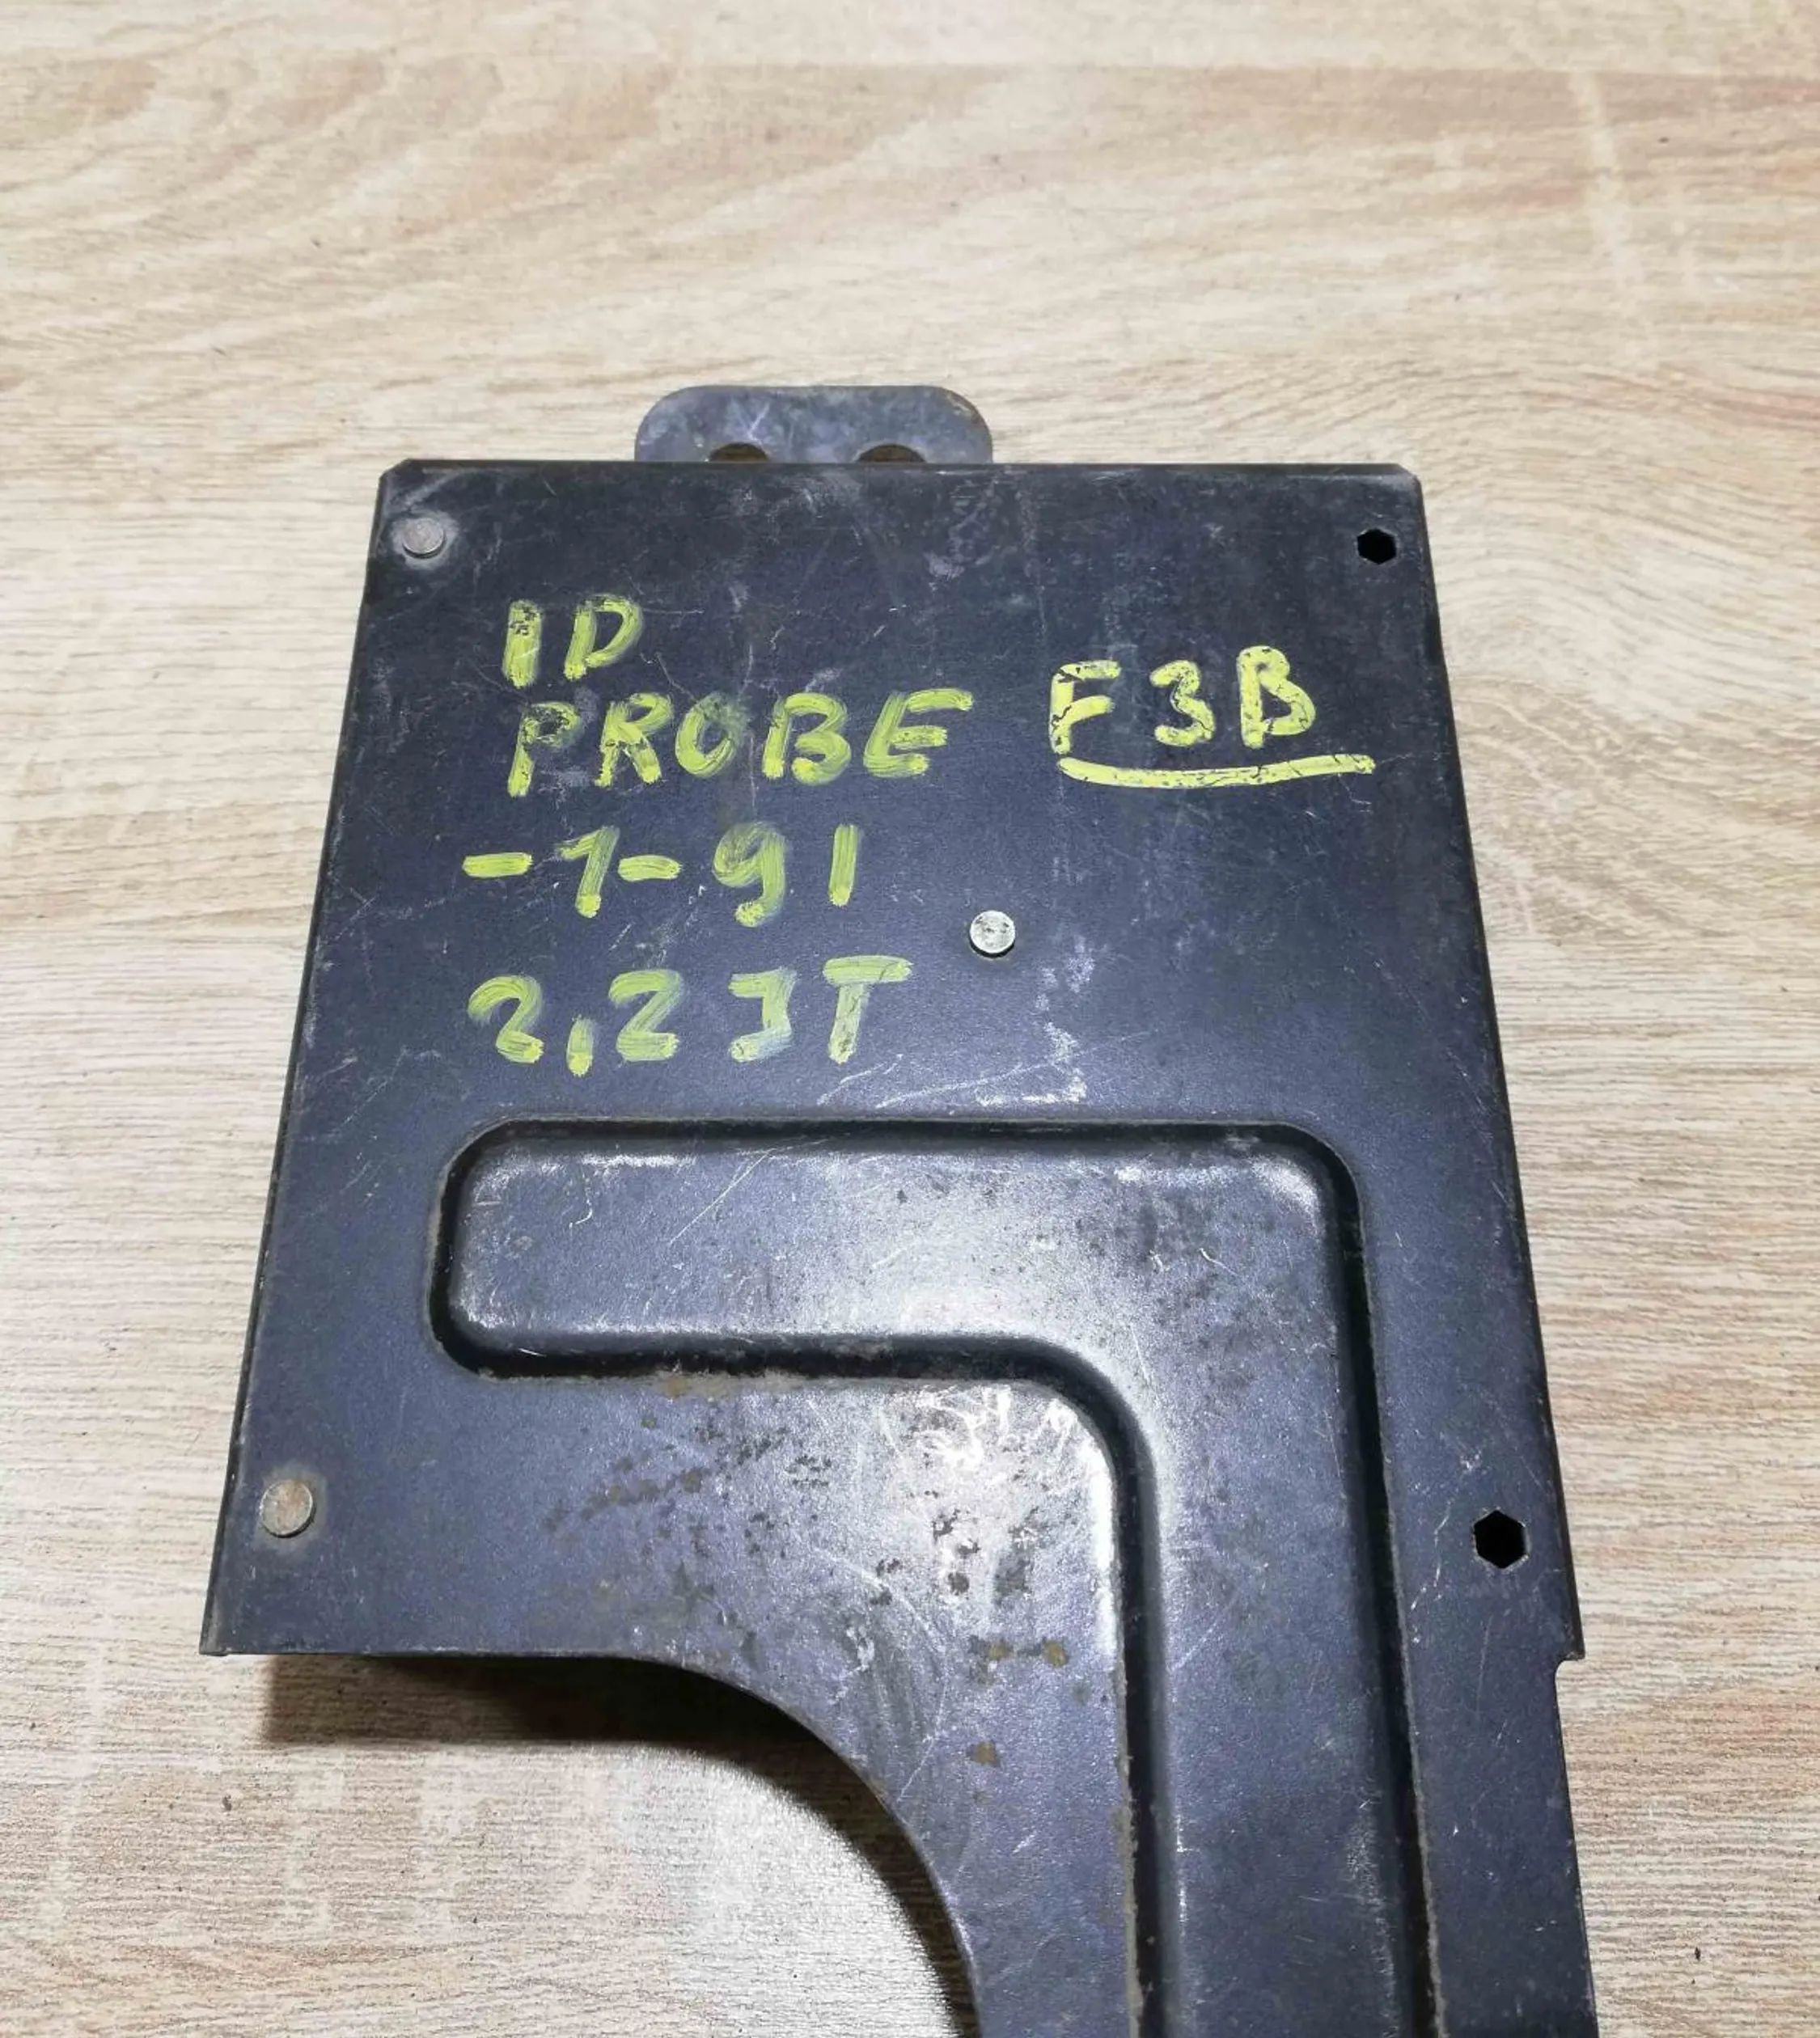 ID
PROBE F3B
-1-91
2,2 IT